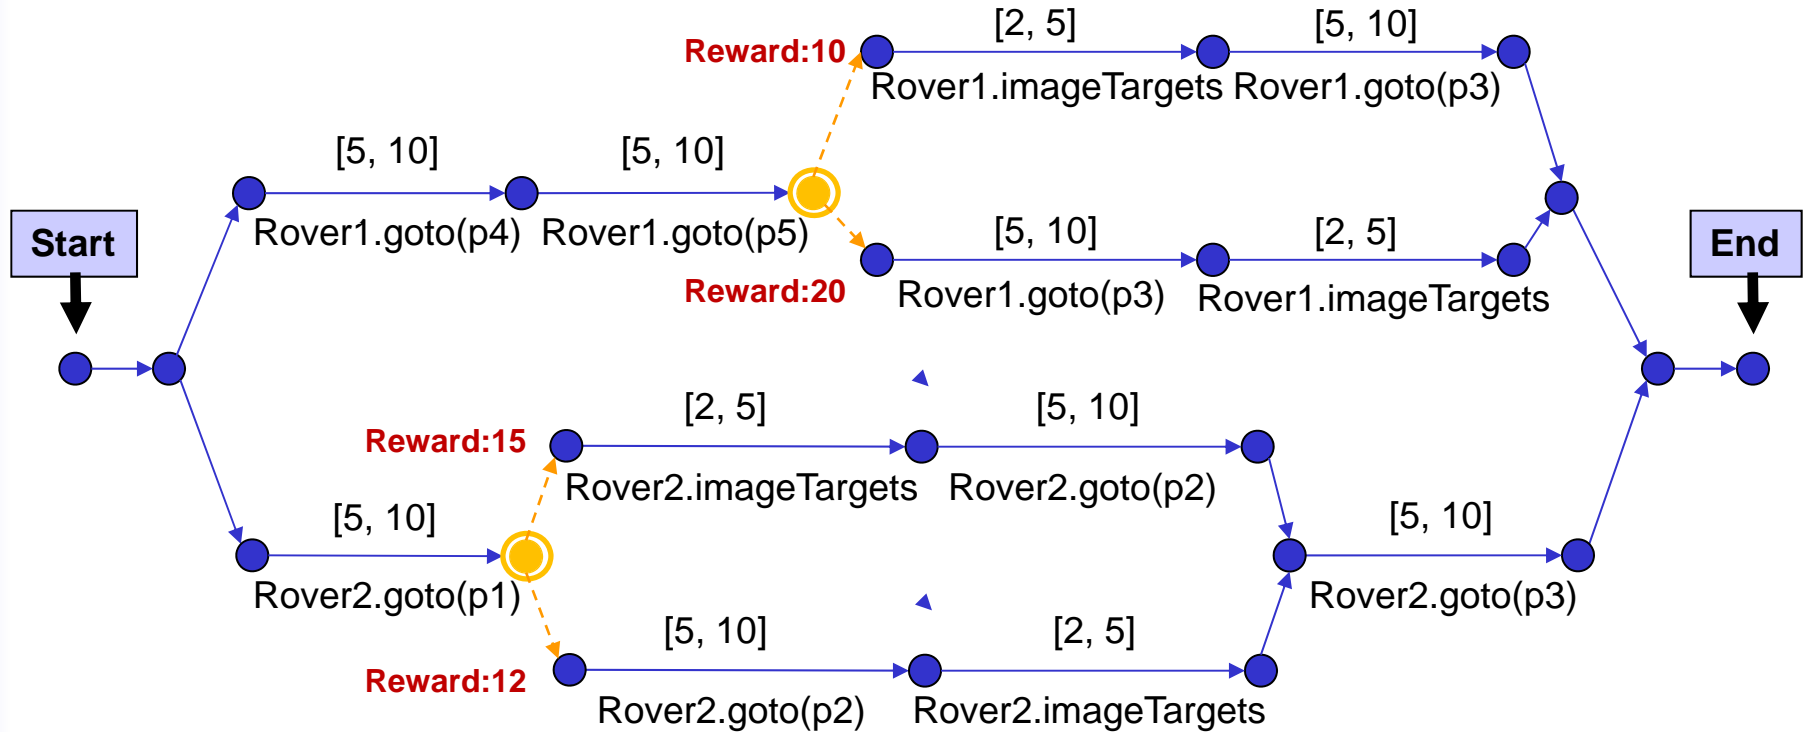 [2, 5] [5, 10]
Reward:10
Rover1.imageTargets Rover1.goto(p3)
[5, 10] [5, 10]
Rover1.goto(p4) Rover1.goto(p5)
[5, 10] [2, 5]
Start
End
Reward:20
Rover1.goto(p3) Rover1.imageTargets
[2, 5] [5, 10]
Reward:15
Rover2.imageTargets Rover2.goto(p2)
[5, 10] [5, 10]
Rover2.goto(p1) Rover2.goto(p3)
[5, 10] [2, 5]
Reward:12
Rover2.goto(p2) Rover2.imageTargets